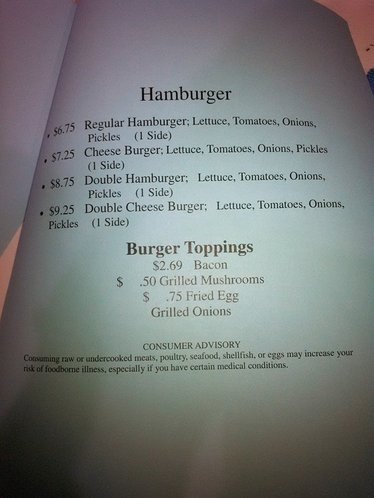 Hamburger
• $6.75 Regular Hamburger; Lettuce, Tomatoes, Onions,
Pickles (1 Side)
• $7.25 Cheese Burger; Lettuce, Tomatoes, Onions, Pickles
(1 Side)
• $8.75 Double Hamburger; Lettuce, Tomatoes, Onions,
Pickles (1 Side)
• $9.25 Double Cheese Burger; Lettuce, Tomatoes, Onions,
Pickles (1 Side)
Burger Toppings
$2.69 Bacon
$ .50 Grilled Mushrooms
$ .75 Fried Egg
Grilled Onions
CONSUMER ADVISORY
Consuming raw or undercooked meats, poultry, seafood, shellfish, or eggs may increase your
risk of foodborne illness, especially if you have certain medical conditions.